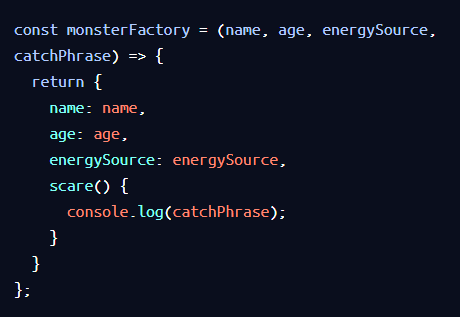 const monsterFactory = (name, age, energySource,
catchPhrase) => {
  return {
    name: name,
    age: age,
    energySource: energySource,
    scare() {
      console.log(catchPhrase);
    }
  }
};